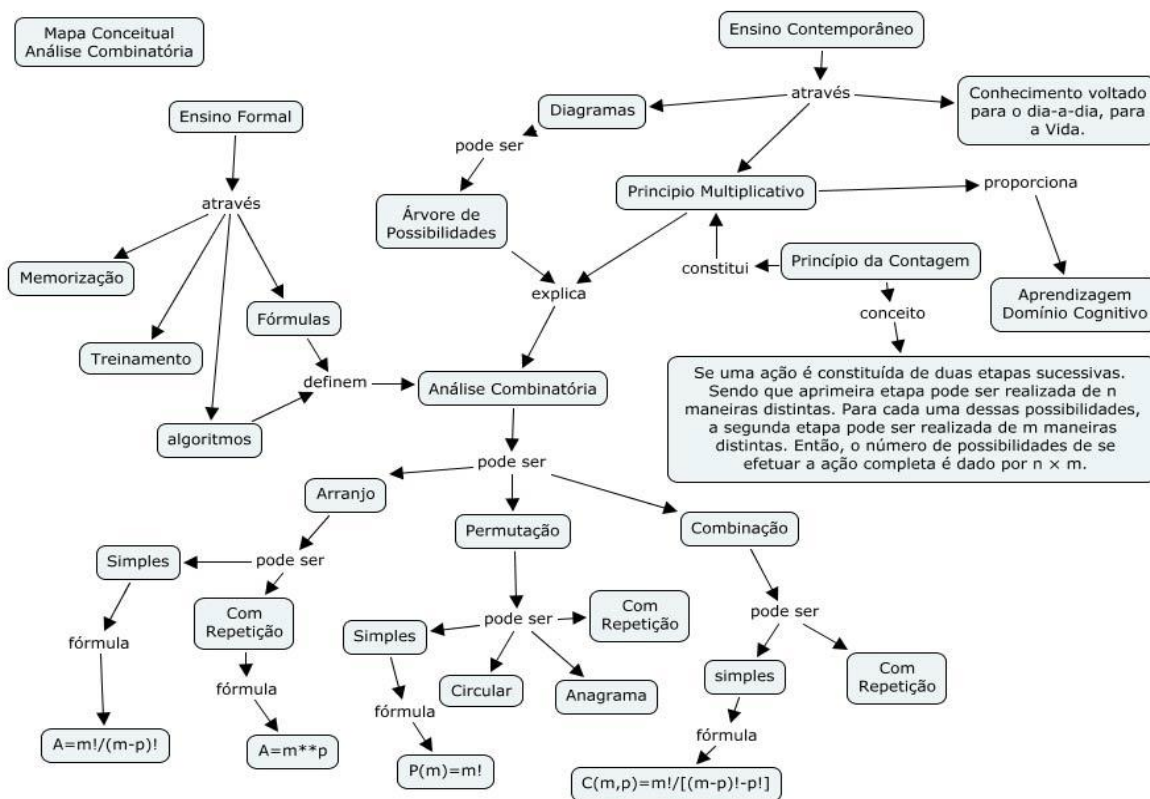 Mapa Conceitual
Análise Combinatória
Ensino Contemporâneo
através
Diagramas
Conhecimento voltado
para o dia-a-dia, para
a Vida.
Ensino Formal
pode ser
Principio Multiplicativo
proporciona
através
Árvore de
Possibilidades
Memorização
constitui
Princípio da Contagem
explica
Aprendizagem
Domínio Cognitivo
Fórmulas
conceito
Treinamento
definem
Análise Combinatória
Se uma ação é constituída de duas etapas sucessivas.
Sendo que aprimeira etapa pode ser realizada de n
maneiras distintas. Para cada uma dessas possibilidades,
a segunda etapa pode ser realizada de m maneiras
distintas. Então, o número de possibilidades de se
efetuar a ação completa é dado por n × m.
algoritmos
pode ser
Arranjo
Permutação
Combinação
Simples
pode ser
Com
Repetição
Com
Repetição
pode ser
pode ser
Simples
fórmula
simples
Com
Repetição
Circular
Anagrama
fórmula
fórmula
fórmula
A=m!/(m-p)!
A=m**p
P(m)=m!
C(m,p)=m!/[(m-p)!-p!]